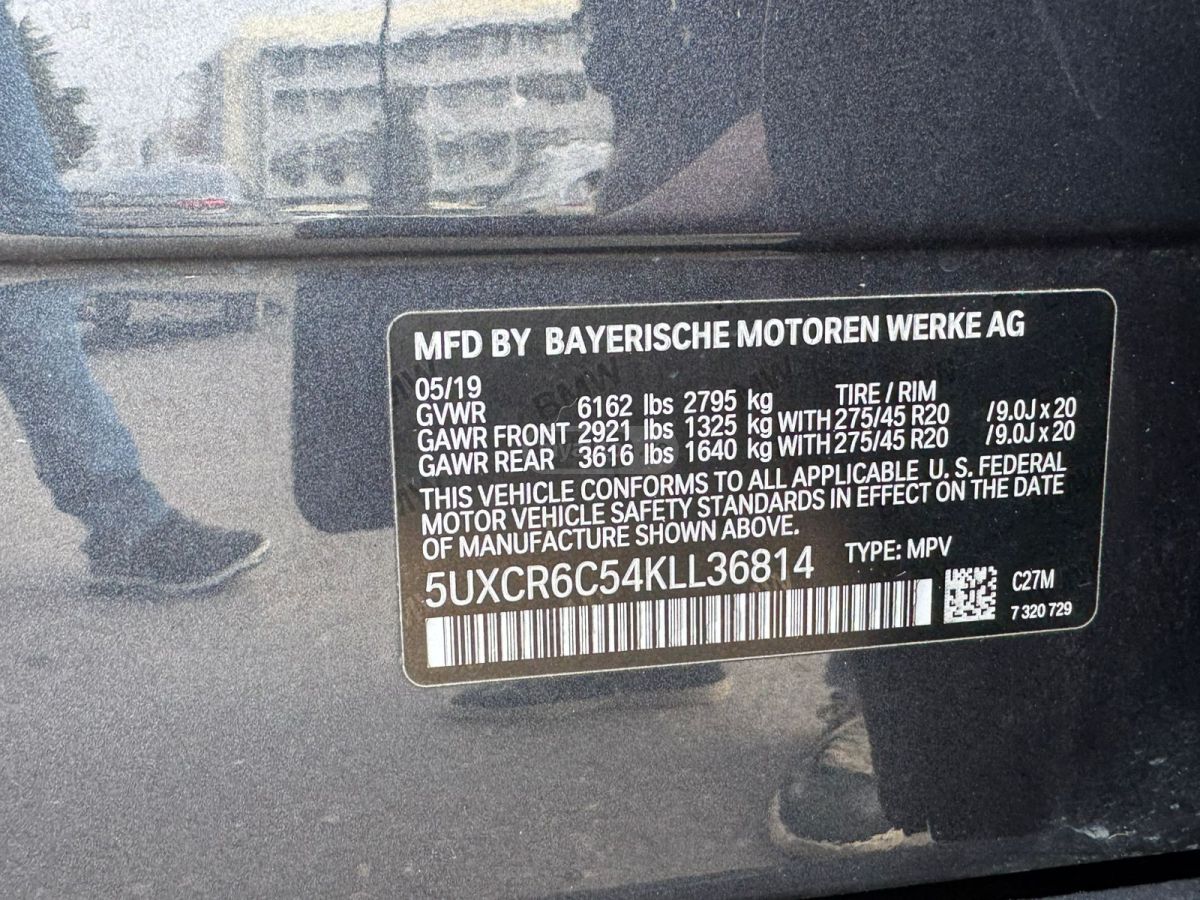 MFD BY BAYERISCHE MOTOREN WERKE AG
05/19 TIRE / RIM
GVWR 6162 lbs 2795 kg
GAWR FRONT 2921 lbs 1325 kg WITH 275/45 R20 /9.0J x 20
GAWR REAR 3616 lbs 1640 kg WITH 275/45 R20 /9.0J x 20
THIS VEHICLE CONFORMS TO ALL APPLICABLE U. S. FEDERAL
MOTOR VEHICLE SAFETY STANDARDS IN EFFECT ON THE DATE
OF MANUFACTURE SHOWN ABOVE.
5UXCR6C54KLL36814 TYPE: MPV
C27M
7 320 729